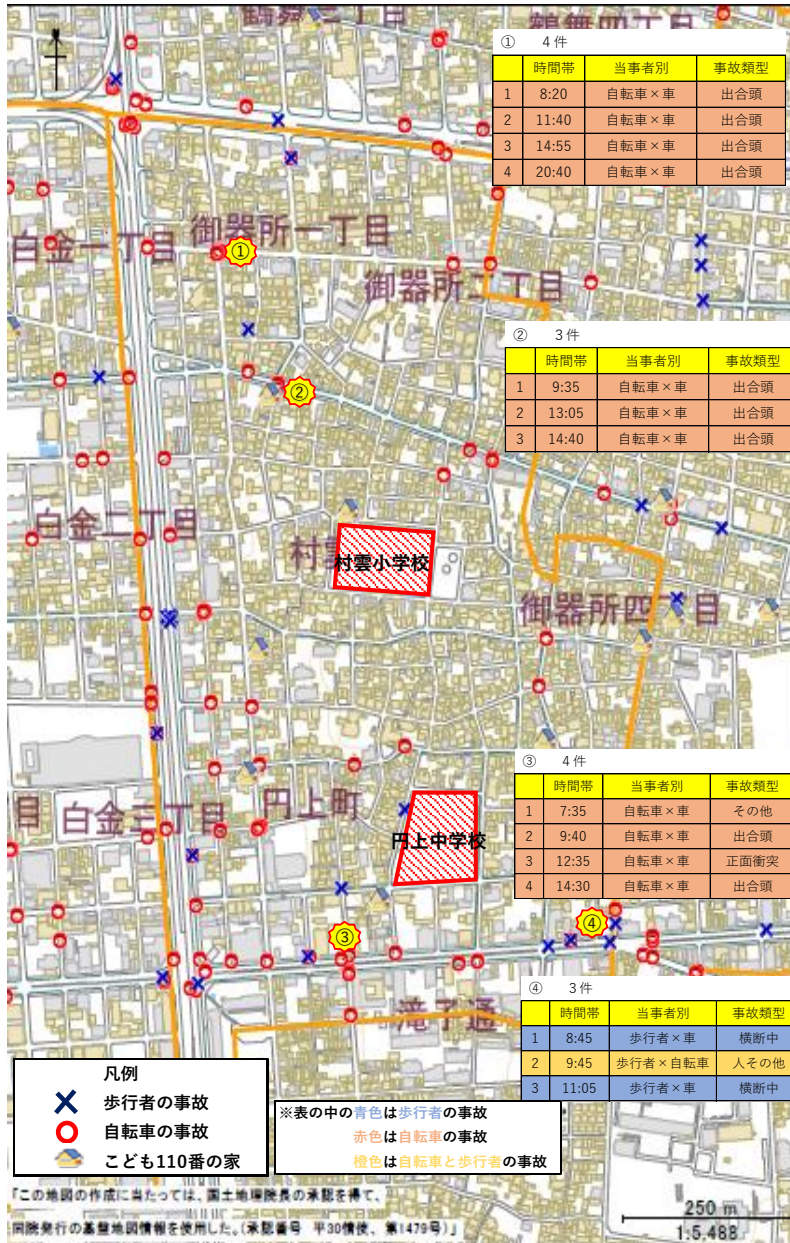 鶴舞三丁目
鶴舞四丁目
① 4 件
時間帯 当事者別 事故類型
1 8:20 自転車×車 出合頭
2 11:40 自転車×車 出合頭
3 14:55 自転車×車 出合頭
4 20:40 自転車×車 出合頭
白金一丁目
御器所一丁目
①
御器所二丁目
② 3 件
時間帯 当事者別 事故類型
1 9:35 自転車×車 出合頭
2 13:05 自転車×車 出合頭
3 14:40 自転車×車 出合頭
②
白金二丁目
村雲小学校
御器所四丁目
③ 4 件
時間帯 当事者別 事故類型
1 7:35 自転車×車 その他
2 9:40 自転車×車 出合頭
3 12:35 自転車×車 正面衝突
4 14:30 自転車×車 出合頭
目
白金三丁目
円上町
円上中学校
③
④
滝子通
④ 3 件
時間帯 当事者別 事故類型
1 8:45 歩行者×車 横断中
2 9:45 歩行者×自転車 人その他
3 11:05 歩行者×車 横断中
凡例
歩行者の事故
自転車の事故
こども110番の家
※表の中の青色は歩行者の事故
赤色は自転車の事故
橙色は自転車と歩行者の事故
「この地図の作成に当たっては、国土地理院長の承認を得て、
同院発行の基盤地図情報を使用した。(承認番号 平30情使、第1479号)」
250 m
1:5,488